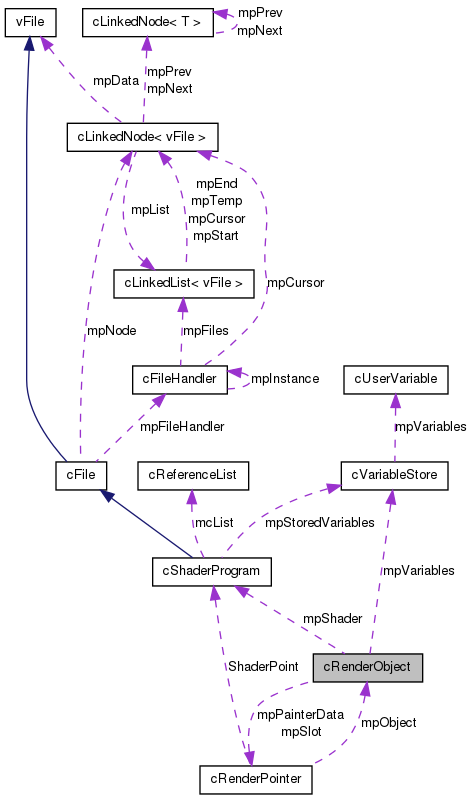 vFile
cLinkedNode< T >
mpPrev
mpNext
mpData
mpPrev
mpNext
cLinkedNode< vFile >
mpList
mpEnd
mpTemp
mpCursor
mpStart
cLinkedList< vFile >
mpCursor
mpNode
mpFiles
cFileHandler
mpInstance
cUserVariable
mpFileHandler
mpVariables
cFile
cReferenceList
cVariableStore
mcList
mpStoredVariables
cShaderProgram
mpVariables
mpShader
ShaderPoint
cRenderObject
mpPainterData
mpSlot
mpObject
cRenderPointer